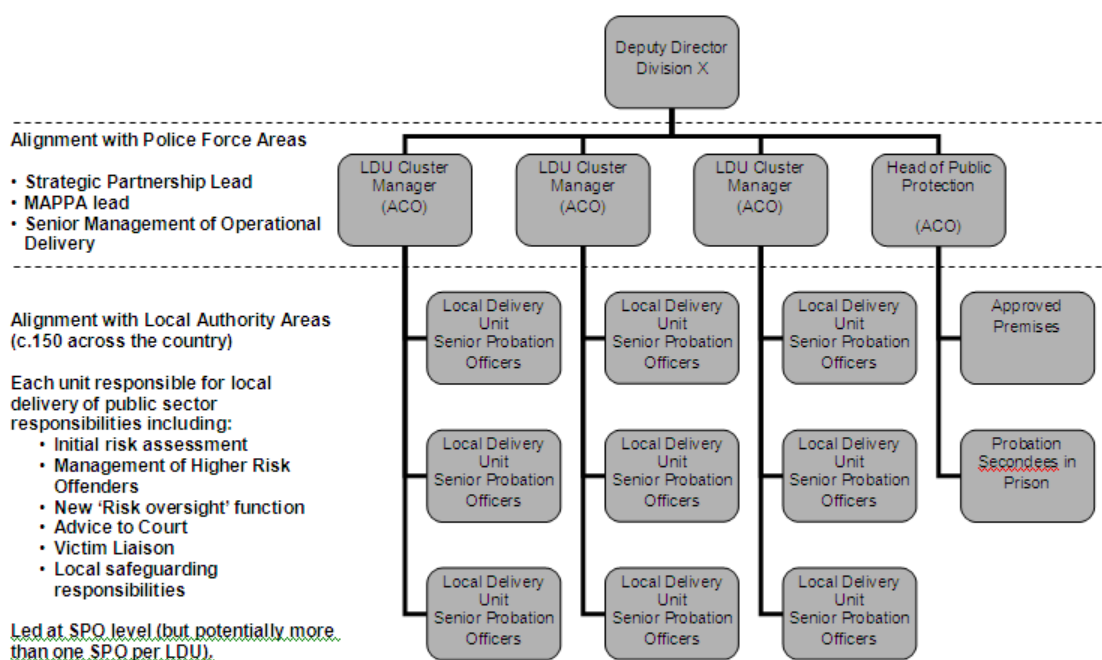 Deputy Director
Division X
Alignment with Police Force Areas
• Strategic Partnership Lead
• MAPPA lead
• Senior Management of Operational
Delivery
LDU Cluster
Manager
(ACO)
LDU Cluster
Manager
(ACO)
LDU Cluster
Manager
(ACO)
Head of Public
Protection
(ACO)
Alignment with Local Authority Areas
(c.150 across the country)
Each unit responsible for local
delivery of public sector
responsibilities including:
• Initial risk assessment
• Management of Higher Risk
Offenders
• New ‘Risk oversight’ function
• Advice to Court
• Victim Liaison
• Local safeguarding
responsibilities
Led at SPO level (but potentially more
than one SPO per LDU).
Local Delivery
Unit
Senior Probation
Officers
Local Delivery
Unit
Senior Probation
Officers
Local Delivery
Unit
Senior Probation
Officers
Approved
Premises
Local Delivery
Unit
Senior Probation
Officers
Local Delivery
Unit
Senior Probation
Officers
Local Delivery
Unit
Senior Probation
Officers
Probation
Secondees in
Prison
Local Delivery
Unit
Senior Probation
Officers
Local Delivery
Unit
Senior Probation
Officers
Local Delivery
Unit
Senior Probation
Officers